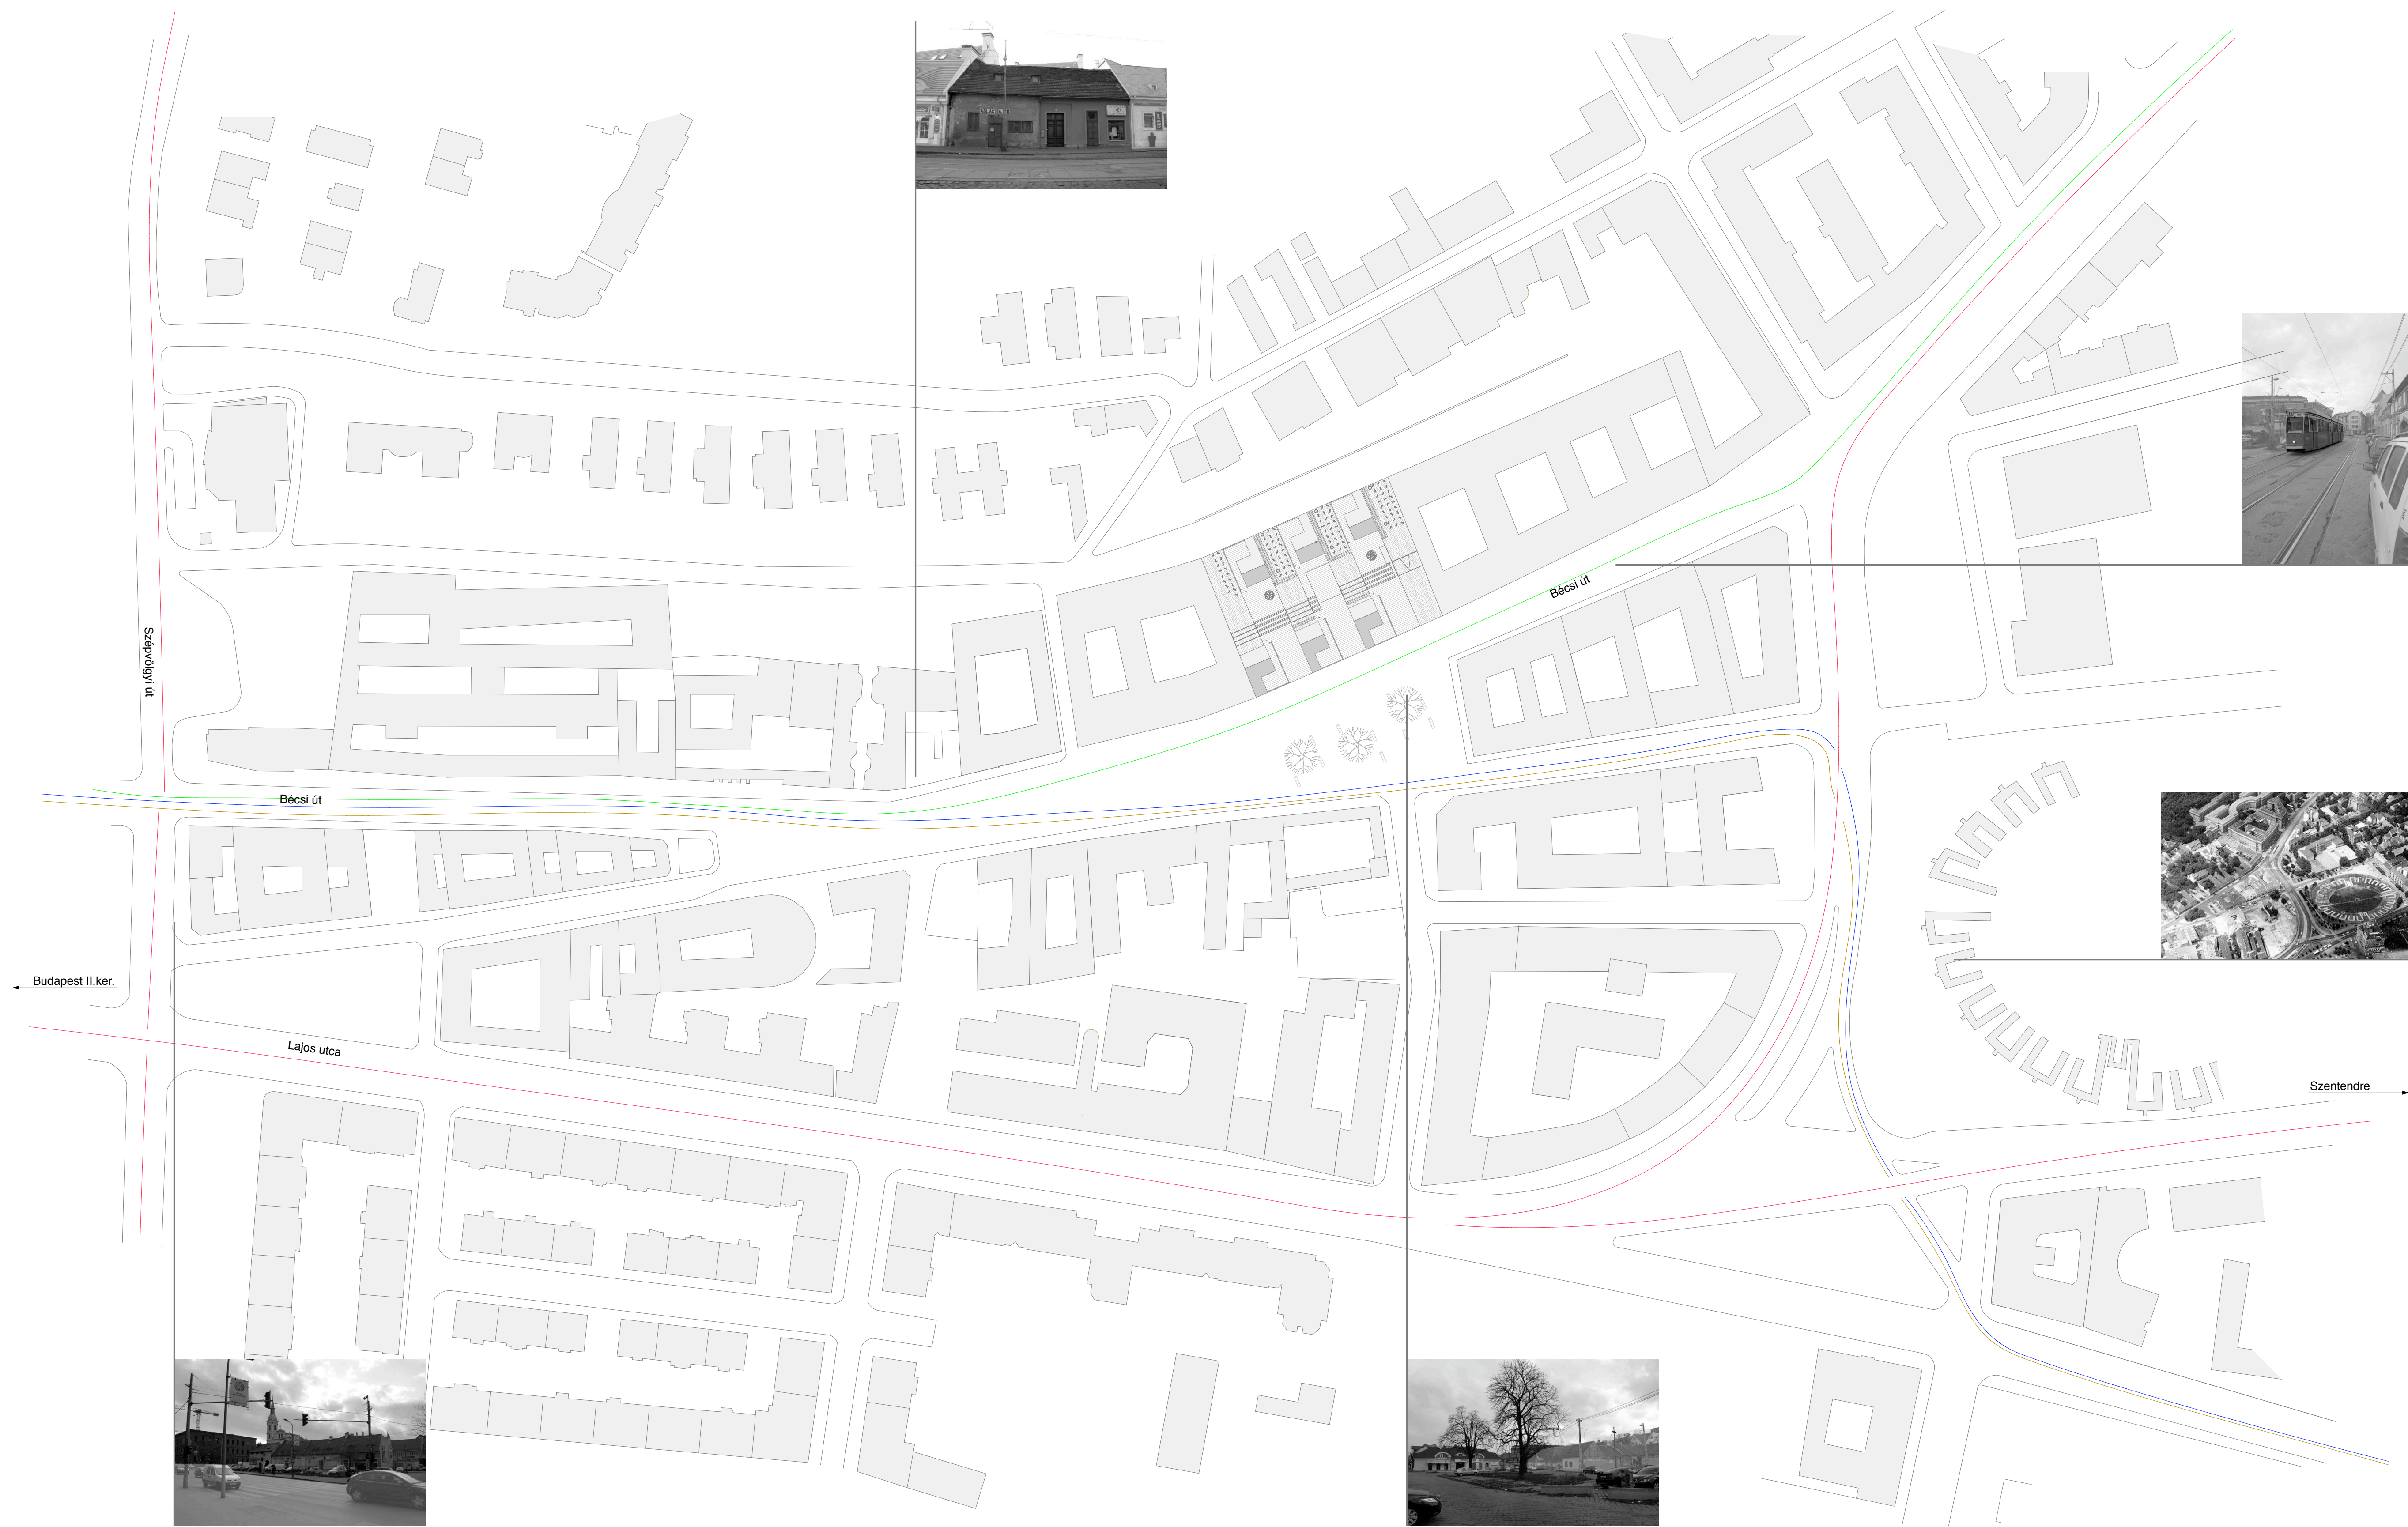 Bécsi út
Szépvölgyi út
Bécsi út
Budapest II.ker.
Lajos utca
Szentendre